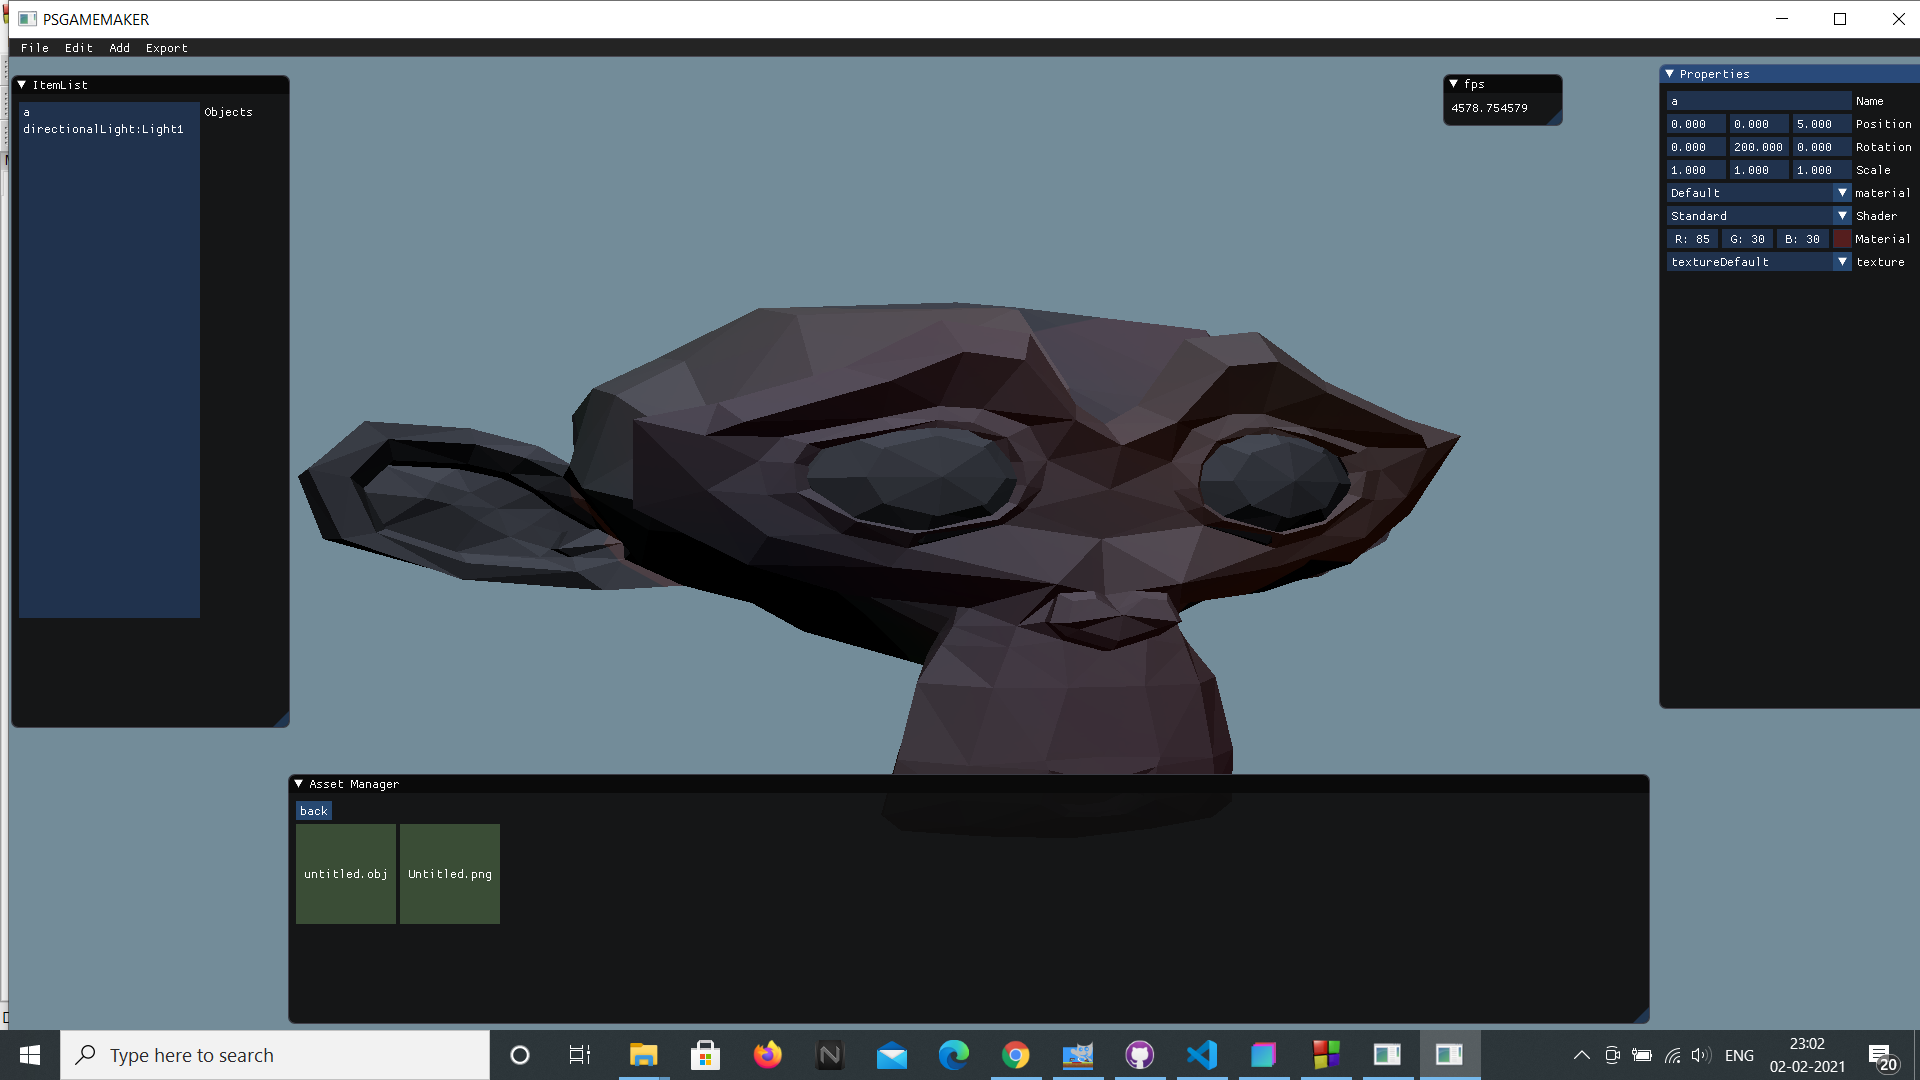 PSGAMEMAKER
File Edit Add Export
ItemList
a
directionalLight:Light1
Objects
fps
4578.754579
Properties
a Name
0.000 0.000 5.000 Position
0.000 200.000 0.000 Rotation
1.000 1.000 1.000 Scale
Default material
Standard Shader
R: 85 G: 30 B: 30 Material
textureDefault texture
Asset Manager
back
untitled.obj Untitled.png
Type here to search
ENG
23:02
02-02-2021
20